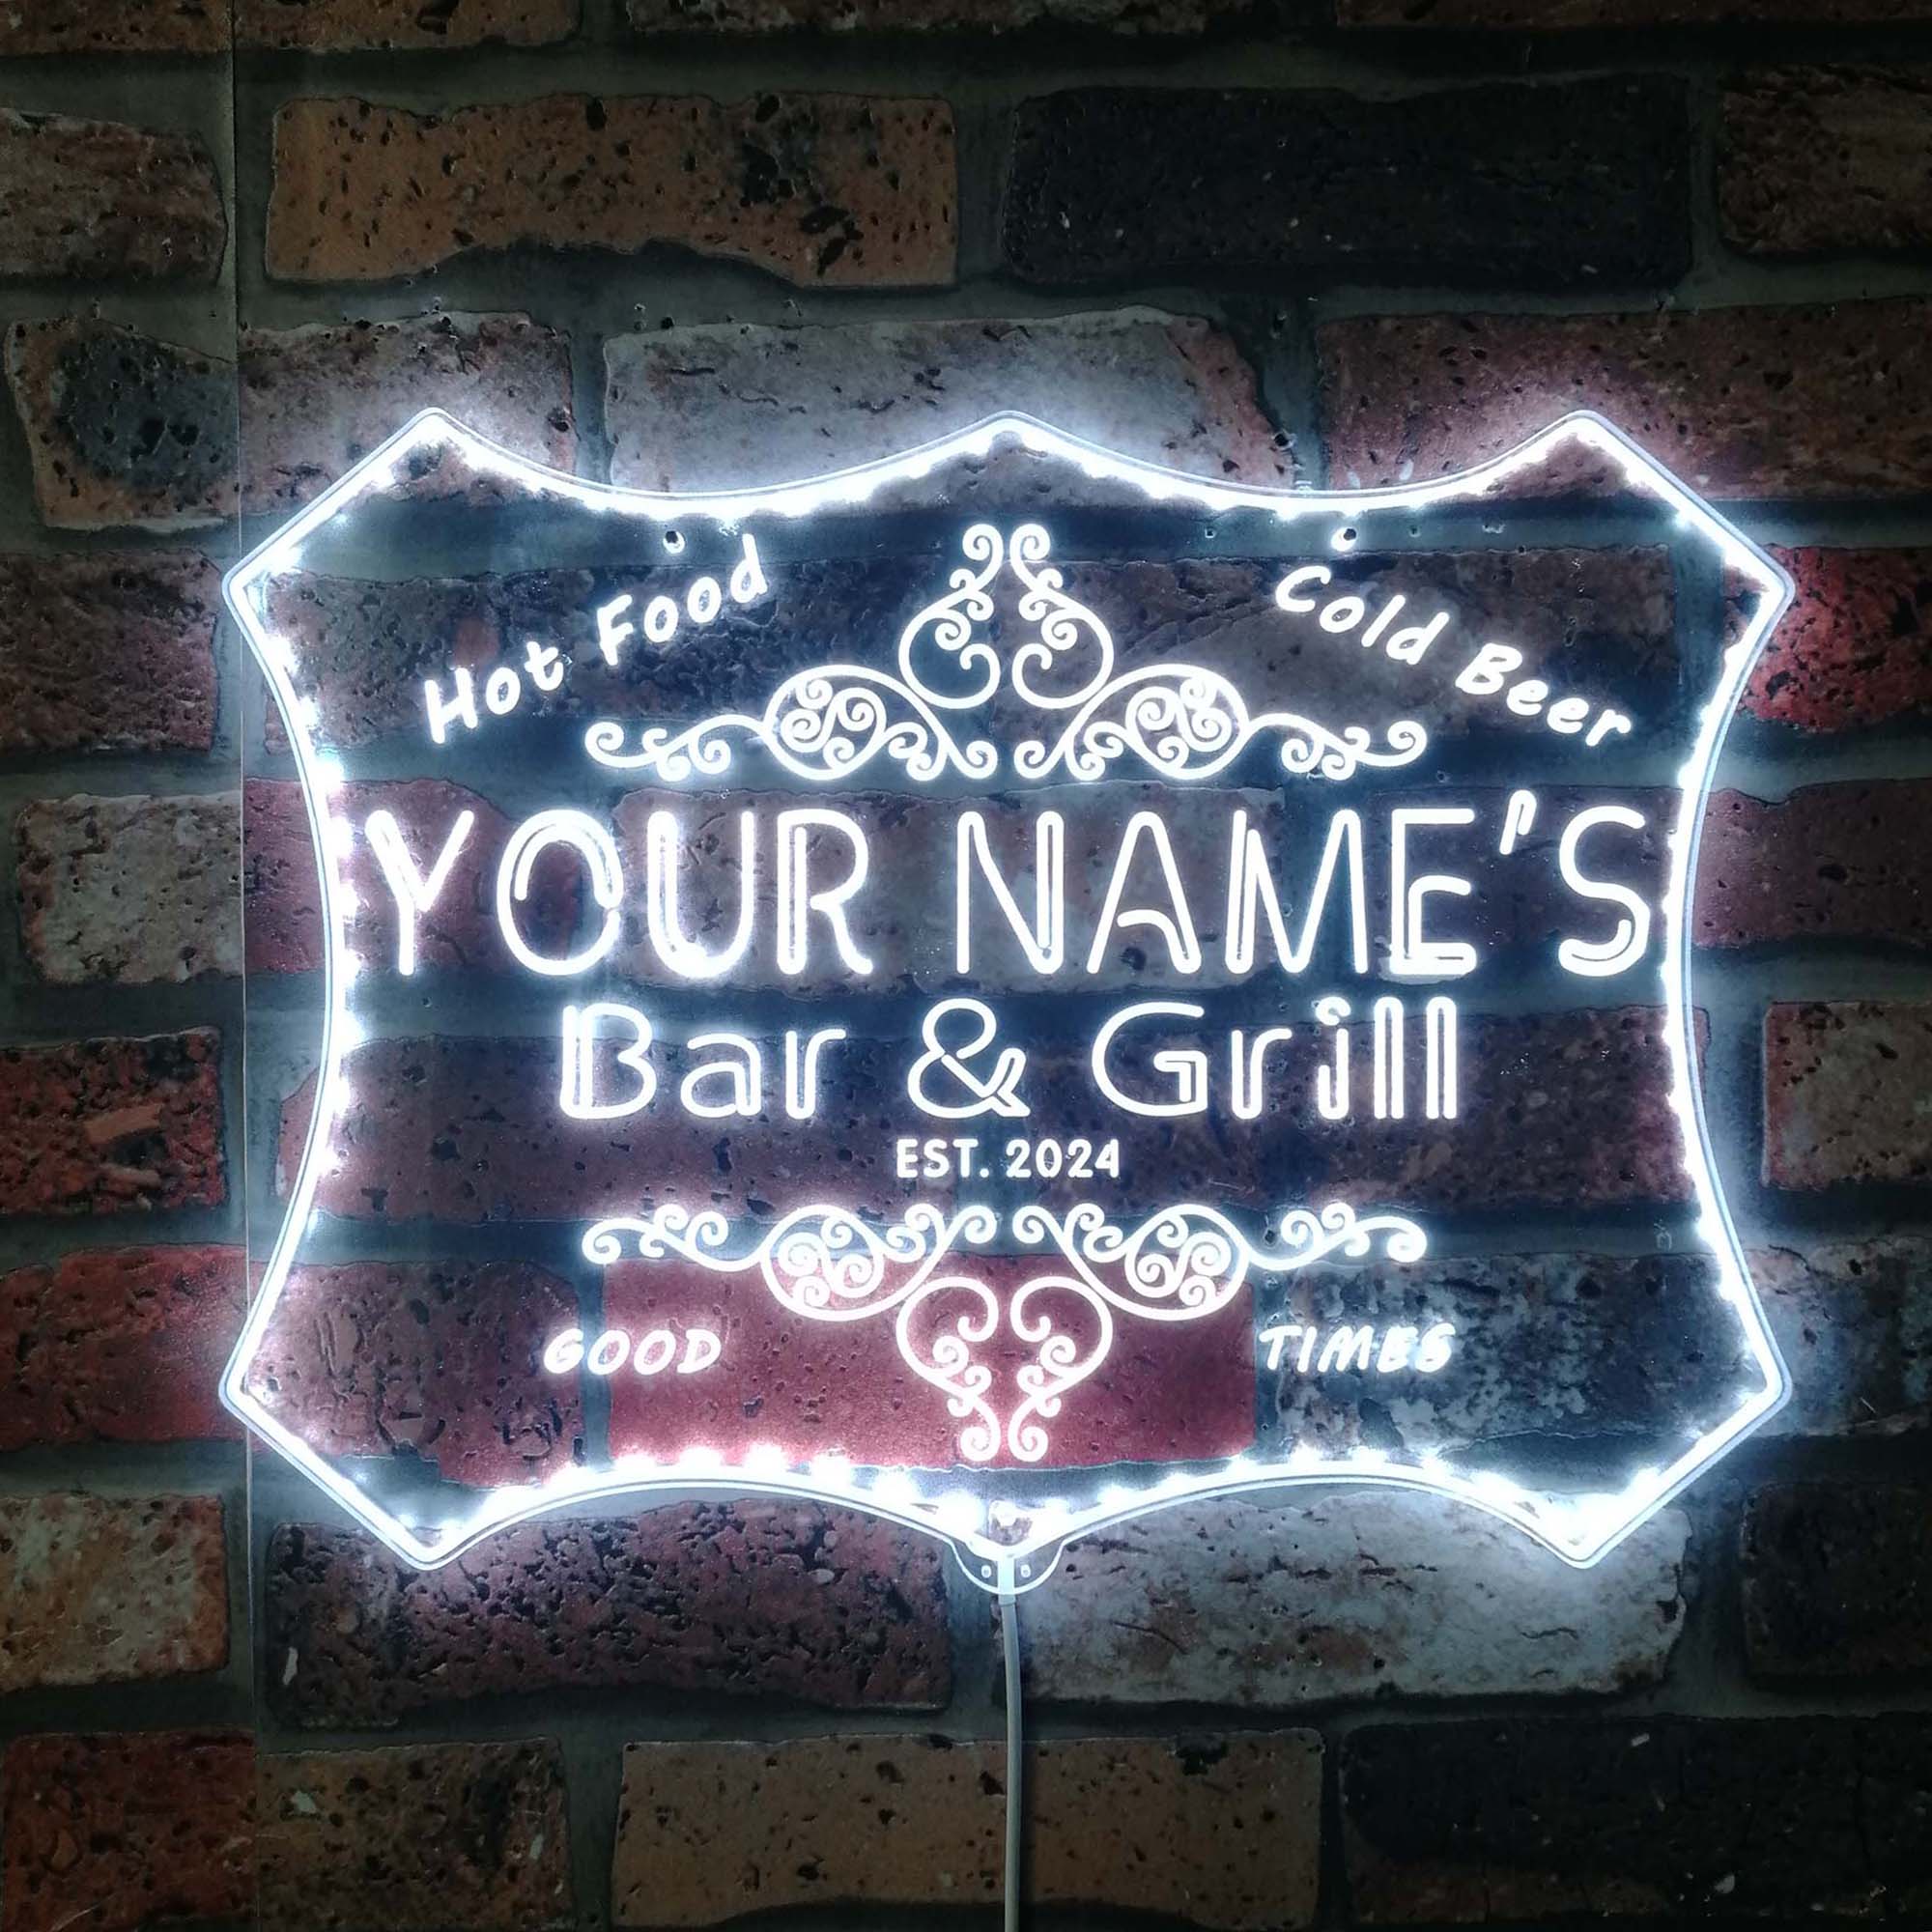 Hot Food
Cold Beer
YOUR NAME'S
Bar & Grill
EST. 2024
GOOD
TIMES